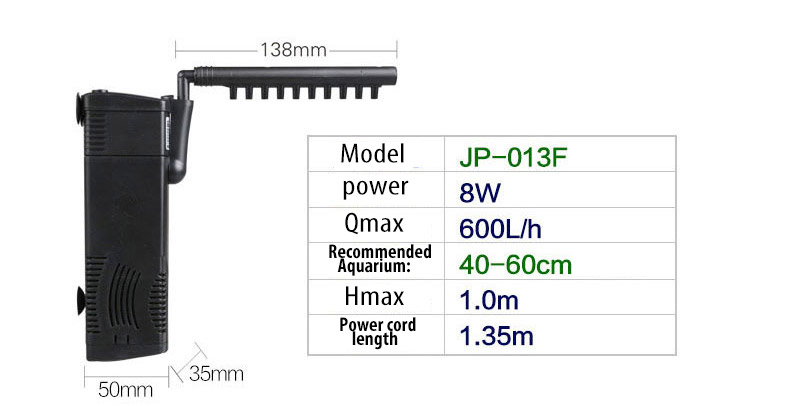 138mm
Model JP-013F
power 8W
Qmax 600L/h
Recommended
Aquarium: 40-60cm
Hmax 1.0m
Power cord
length 1.35m
35mm
50mm